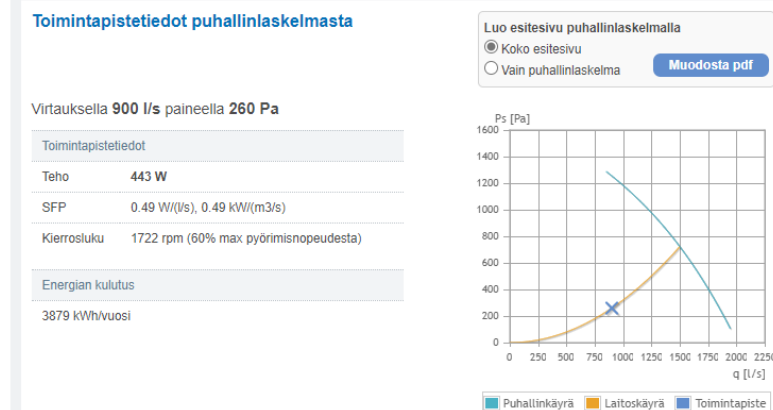 Toimintapistetiedot puhallinlaskelmasta
Luo esitesivu puhallinlaskelmalla
Koko esitesivu
Vain puhallinlaskelma
Muodosta pdf
Virtauksella 900 l/s paineella 260 Pa
Toimintapistetiedot
Teho 443 W
SFP 0.49 W/(l/s), 0.49 kW/(m3/s)
Kierrosluku 1722 rpm (60% max pyörimisnopeudesta)
Energian kulutus
3879 kWh/vuosi
Ps [Pa]
1600
1400
1200
1000
800
600
400
200
0
0 250 500 750 1000 1250 1500 1750 2000 2250
q [l/s]
Puhallinkäyrä Laitoskäyrä Toimintapiste